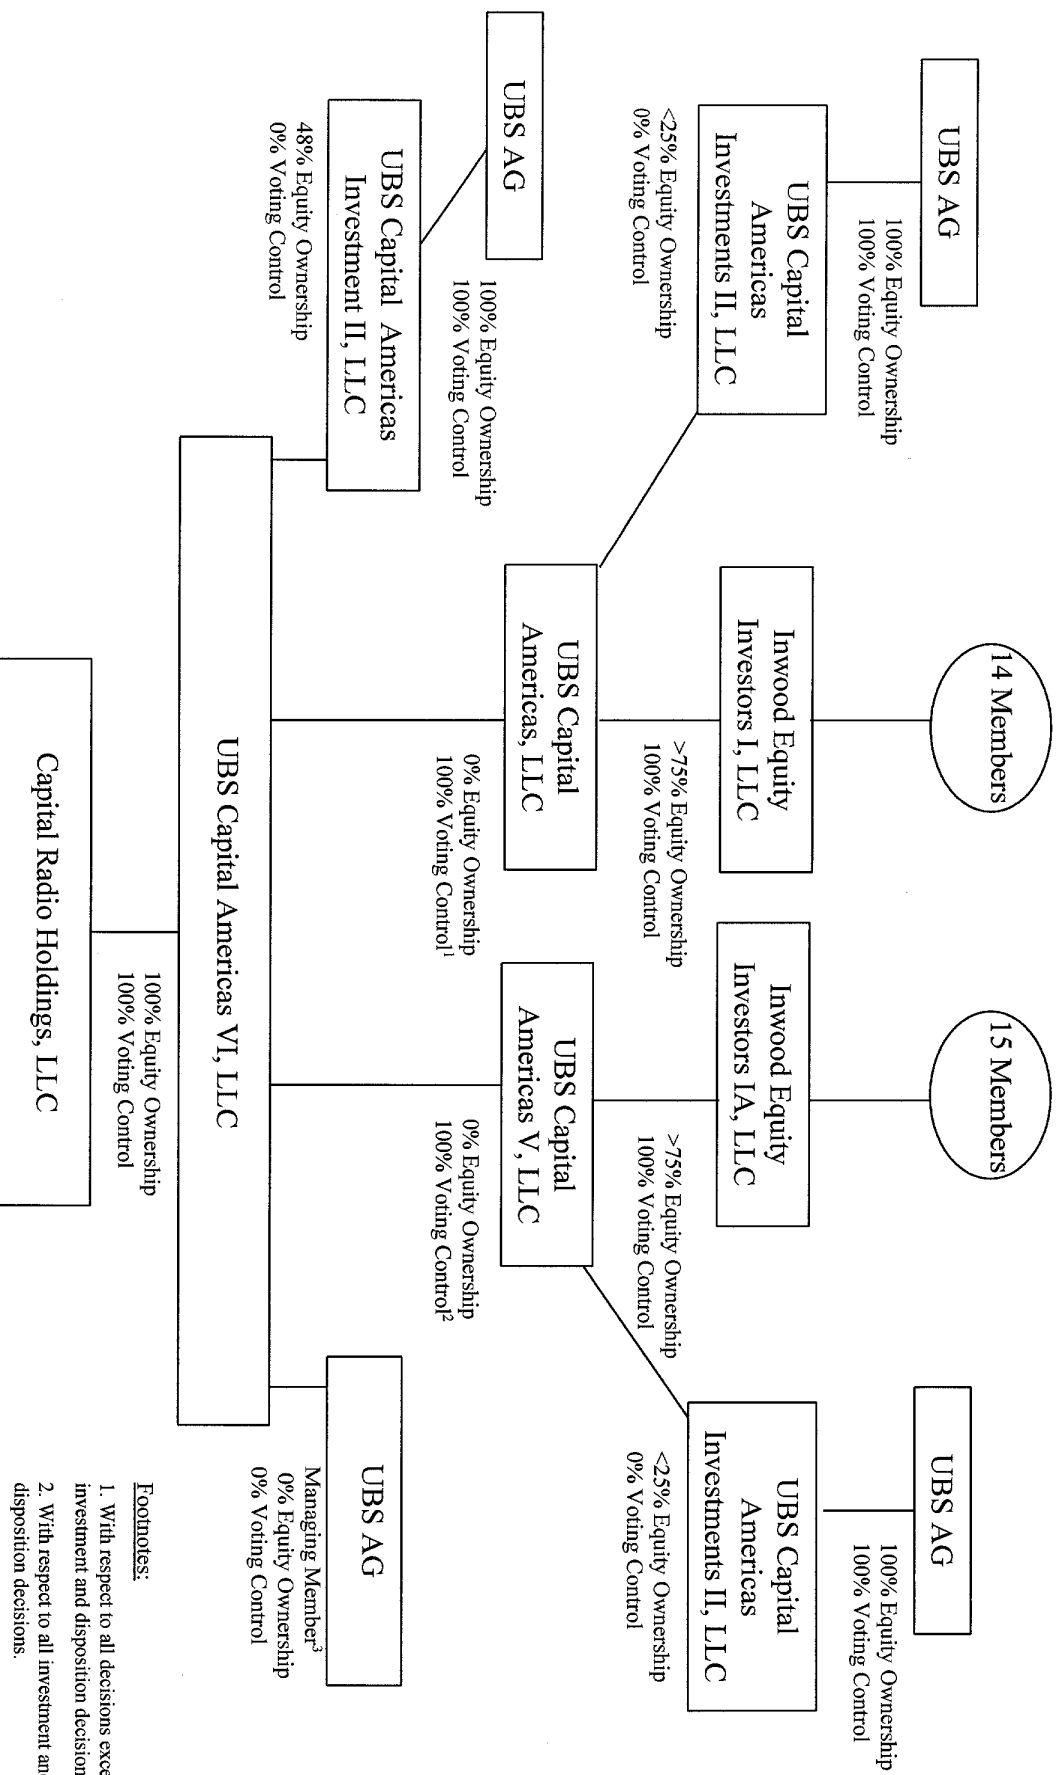 14 Members
15 Members
UBS AG
100% Equity Ownership
100% Voting Control
UBS AG
100% Equity Ownership
100% Voting Control
UBS Capital
Americas
Investments II, LLC
<25% Equity Ownership
0% Voting Control
Inwood Equity
Investors I, LLC
>75% Equity Ownership
100% Voting Control
Inwood Equity
Investors IA, LLC
>75% Equity Ownership
100% Voting Control
UBS Capital
Americas
Investments II, LLC
<25% Equity Ownership
0% Voting Control
UBS AG
100% Equity Ownership
100% Voting Control
UBS Capital
Americas, LLC
0% Equity Ownership
100% Voting Control¹
UBS Capital
Americas V, LLC
0% Equity Ownership
100% Voting Control²
UBS Capital Americas
Investment II, LLC
48% Equity Ownership
0% Voting Control
UBS AG
Managing Member³
0% Equity Ownership
0% Voting Control
UBS Capital Americas VI, LLC
100% Equity Ownership
100% Voting Control
Capital Radio Holdings, LLC
Footnotes:
1. With respect to all decisions
investment and disposition
2. With respect to all investment
disposition decisions.